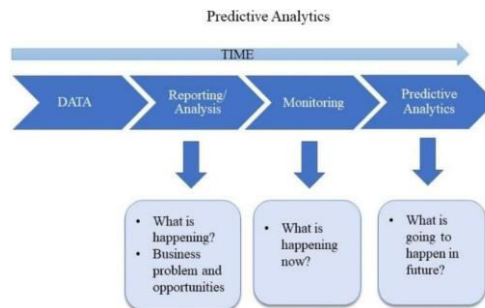 Predictive Analytics
TIME
DATA
Reporting/
Analysis
Monitoring
Predictive
Analytics
• What is
happening?
• Business
problem and
opportunities
• What is
happening
now?
• What is
going to
happen in
future?